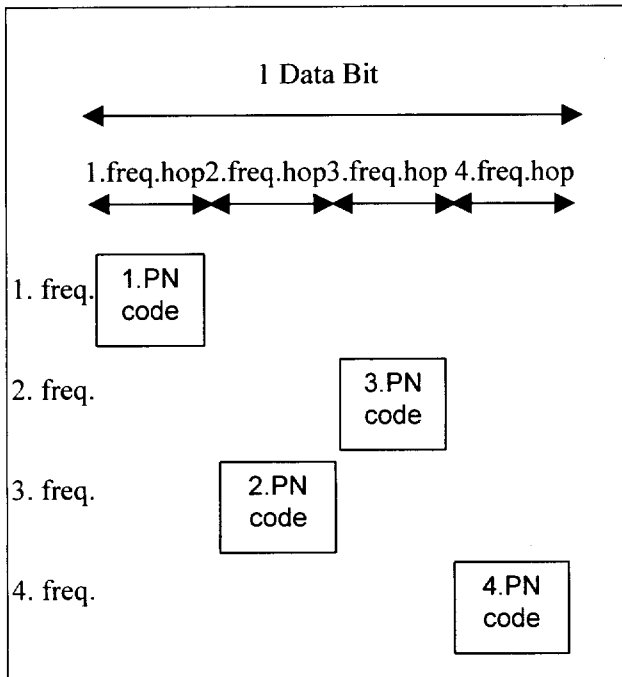 1 Data Bit
1.freq.hop2.freq.hop3.freq.hop 4.freq.hop
1. freq.
1.PN
code
2. freq.
3.PN
code
3. freq.
2.PN
code
4. freq.
4.PN
code